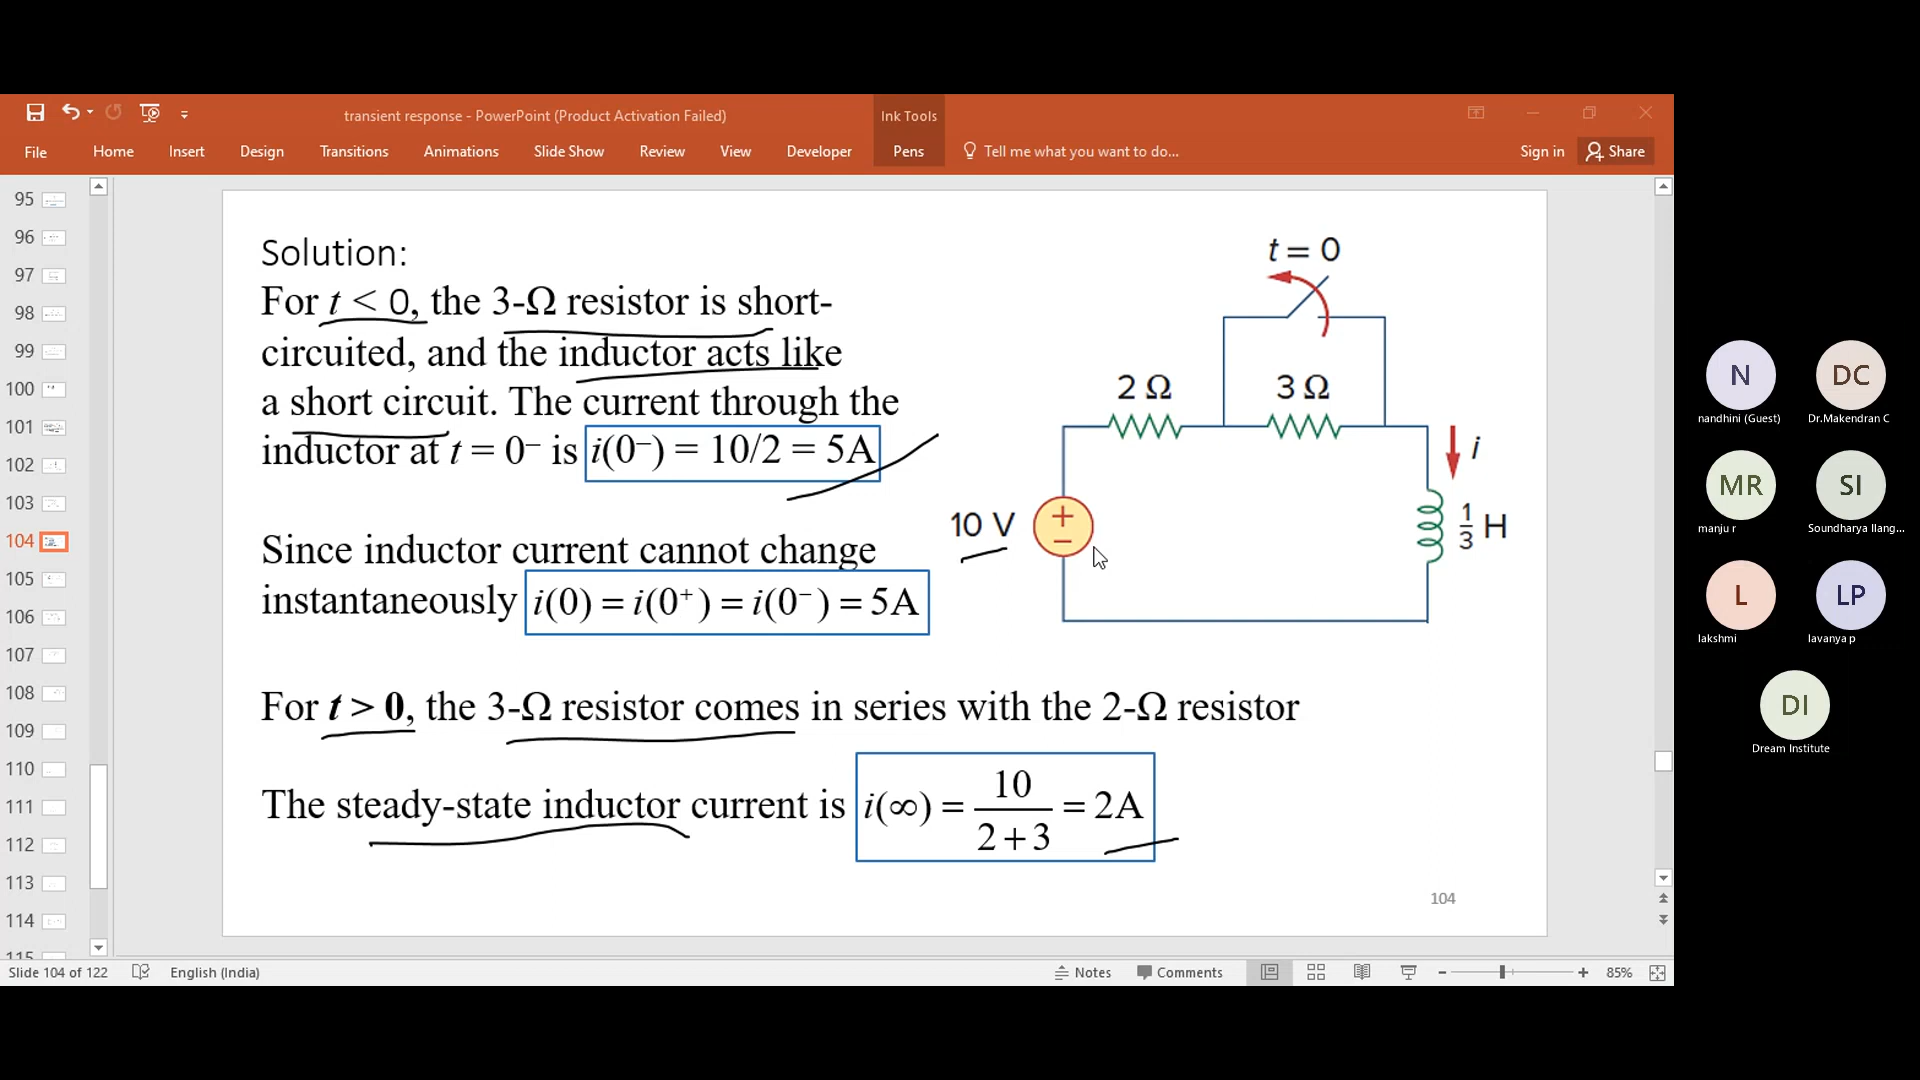 transient response - PowerPoint (Product Activation Failed)
Ink Tools
File
Home
Insert
Design
Transitions
Animations
Slide Show
Review
View
Developer
Pens
Tell me what you want to do...
Sign in
Share
95
96
97
98
99
100
101
102
103
104
105
106
107
108
109
110
111
112
113
114
115
Solution:
For t < 0, the 3-Ω resistor is short-
circuited, and the inductor acts like
a short circuit. The current through the
inductor at t = 0⁻ is i(0⁻) = 10/2 = 5A
Since inductor current cannot change
instantaneously i(0) = i(0⁺) = i(0⁻) = 5A
For t > 0, the 3-Ω resistor comes in series with the 2-Ω resistor
The steady-state inductor current is i(∞) = 10/(2+3) = 2A
t = 0
2 Ω
3 Ω
i
10 V
+
−
1/3 H
104
N
nandhini (Guest)
DC
Dr.Makendran C
MR
manju r
SI
Soundharya Ilang...
L
lakshmi
LP
lavanya p
DI
Dream Institute
Slide 104 of 122
English (India)
Notes
Comments
85%